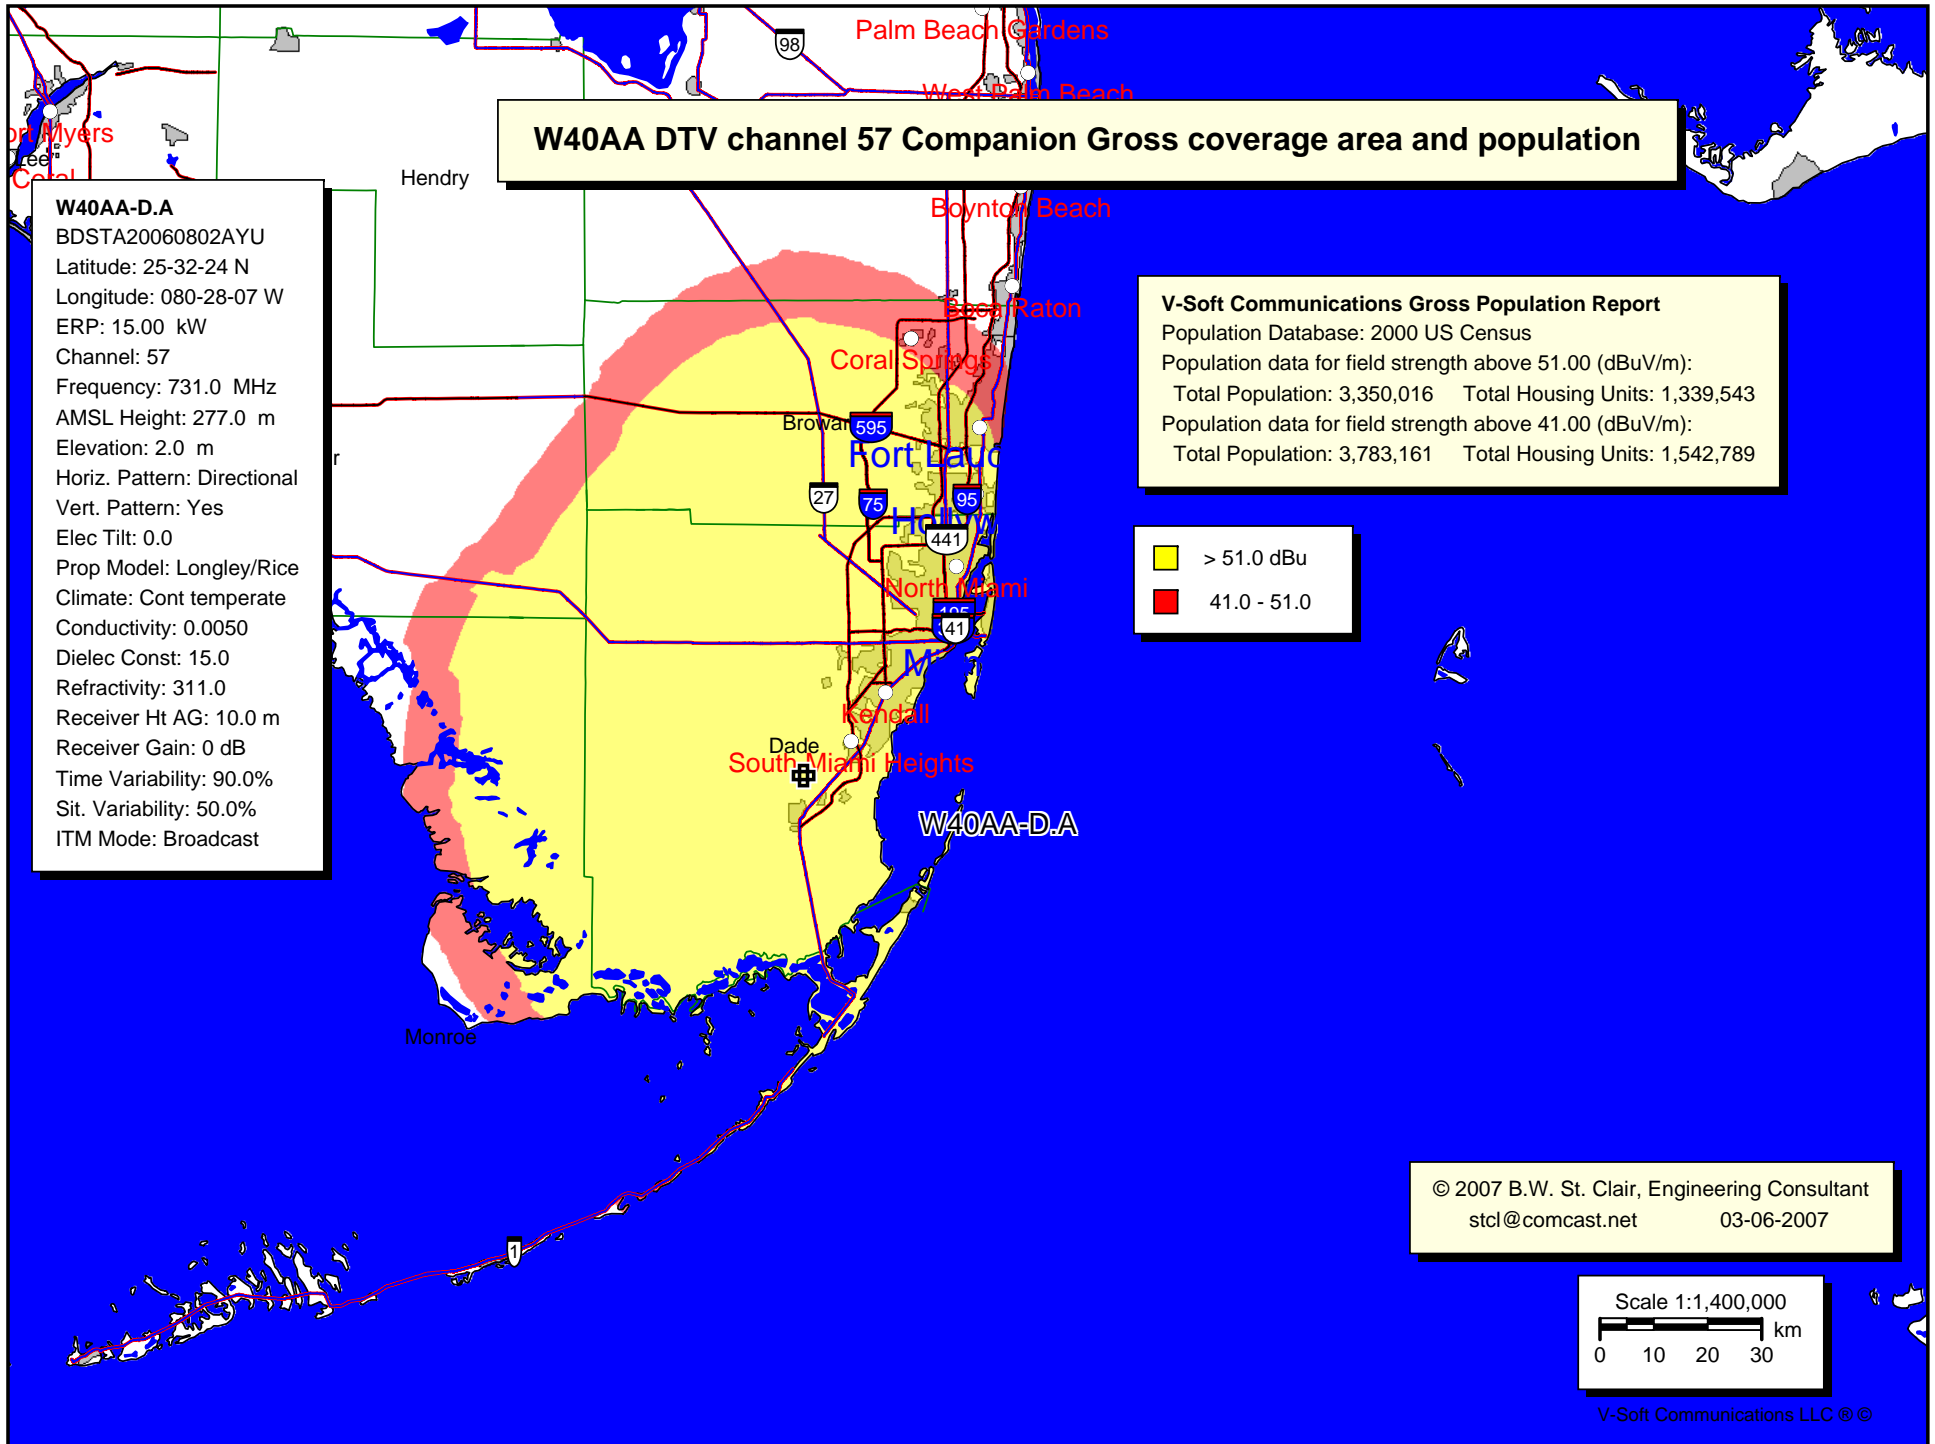 Palm Beach Gardens
98
West Palm Beach
W40AA DTV channel 57 Companion Gross coverage area and population
Myers
Lee
Coral
Hendry
Boynton Beach
W40AA-D.A
BDSTA20060802AYU
Latitude: 25-32-24 N
Longitude: 080-28-07 W
ERP: 15.00 kW
Channel: 57
Frequency: 731.0 MHz
AMSL Height: 277.0 m
Elevation: 2.0 m
Horiz. Pattern: Directional
Vert. Pattern: Yes
Elec Tilt: 0.0
Prop Model: Longley/Rice
Climate: Cont temperate
Conductivity: 0.0050
Dielec Const: 15.0
Refractivity: 311.0
Receiver Ht AG: 10.0 m
Receiver Gain: 0 dB
Time Variability: 90.0%
Sit. Variability: 50.0%
ITM Mode: Broadcast
V-Soft Communications Gross Population Report
Population Database: 2000 US Census
Population data for field strength above 51.00 (dBuV/m):
Total Population: 3,350,016 Total Housing Units: 1,339,543
Population data for field strength above 41.00 (dBuV/m):
Total Population: 3,783,161 Total Housing Units: 1,542,789
Boca Raton
Coral Springs
Browar
595
Fort Laud
27
75
95
Hollyw
441
> 51.0 dBu
41.0 - 51.0
North Miami
195
41
Kendall
Dade
South Miami Heights
W40AA-D.A
Monroe
1
© 2007 B.W. St. Clair, Engineering Consultant
stcl@comcast.net 03-06-2007
Scale 1:1,400,000
km
0 10 20 30
V-Soft Communications LLC ® ©